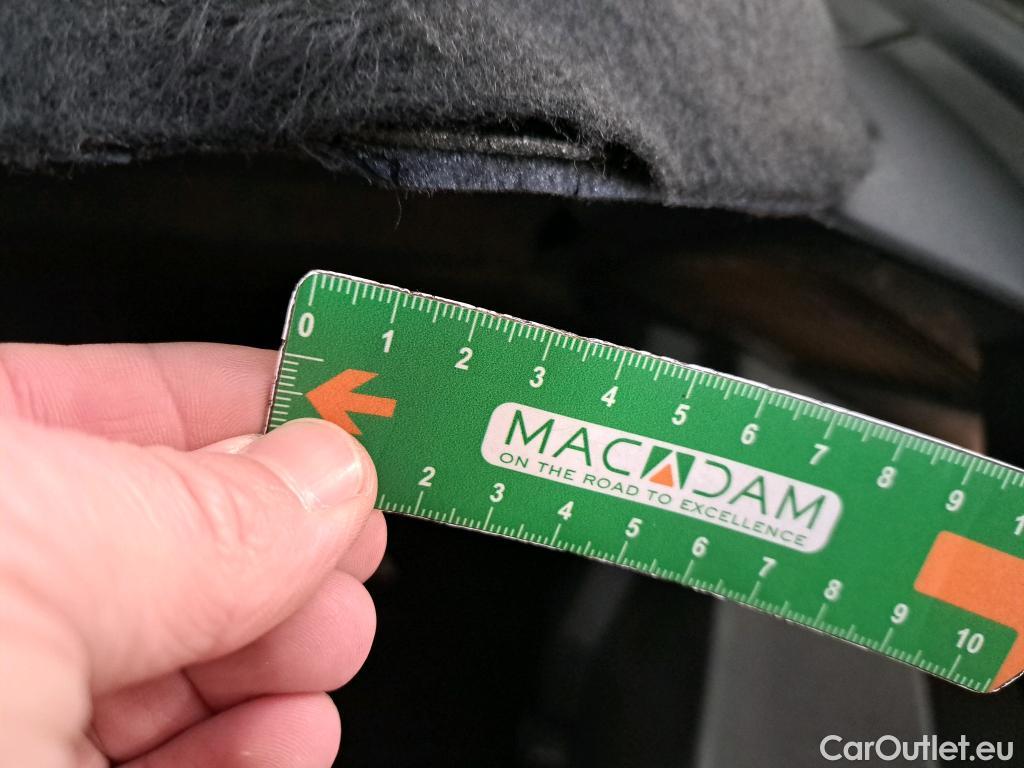 0 1 2 3 4 5 6 7 8 9 1
MACADAM
ON THE ROAD TO EXCELLENCE
2 3 4 5 6 7 8 9 10
CarOutlet.eu